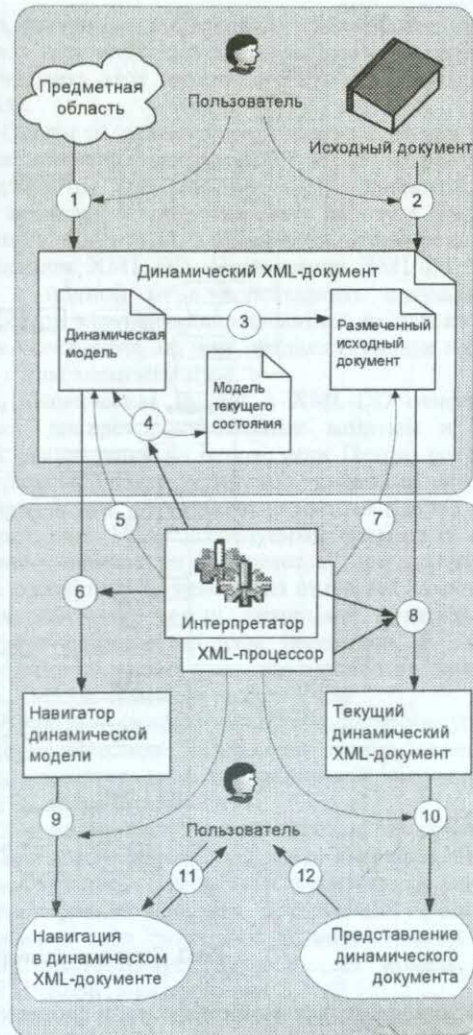 Предметная
область
Пользователь
Исходный документ
1
2
Динамический XML-документ
3
Динамическая
модель
Размеченный
исходный
документ
4
Модель
текущего
состояния
5
7
6
8
Интерпретатор
XML-процессор
Навигатор
динамической
модели
Текущий
динамический
XML-документ
9
10
Пользователь
11
12
Навигация
в динамическом
XML-документе
Представление
динамического
документа